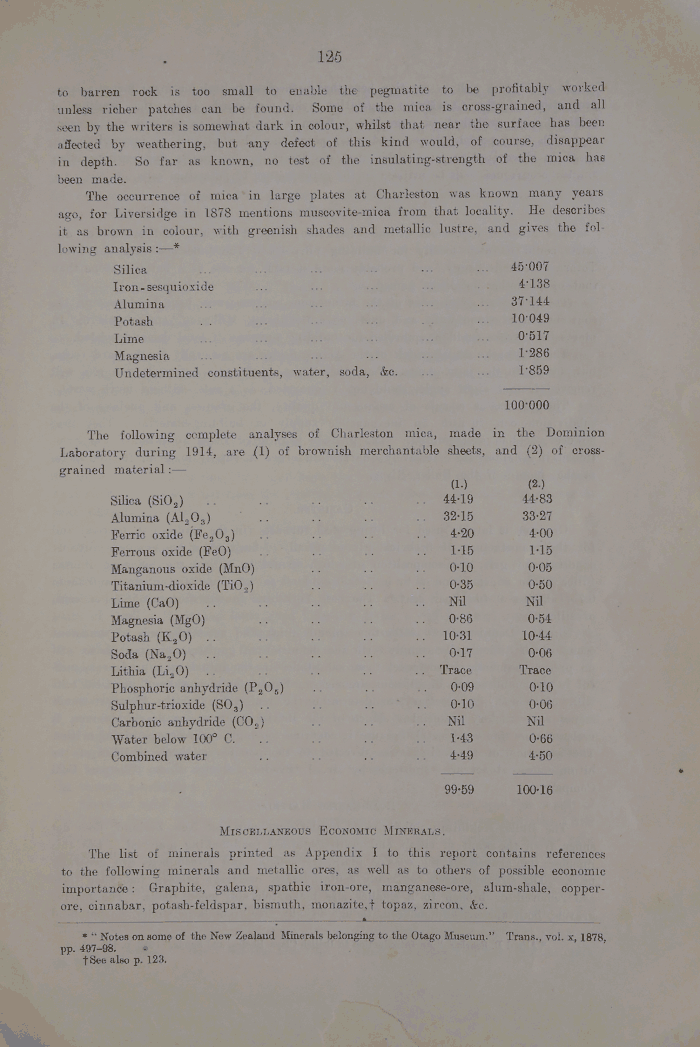 125
to barren rock is too small to enable the pegmatite to be profitably worked
unless richer patches can be found. Some of the mica is cross-grained, and all
seen by the writers is somewhat dark in colour, whilst that near the surface has been
affected by weathering, but any defect of this kind would, of course, disappear
in depth. So far as known, no test of the insulating-strength of the mica has
been made.
The occurrence of mica in large plates at Charleston was known many years
ago, for Liversidge in 1878 mentions muscovite-mica from that locality. He describes
it as brown in colour, with greenish shades and metallic lustre, and gives the fol-
lowing analysis:—*
Silica .. .. .. .. .. .. 45·007
Iron-sesquioxide .. .. .. .. .. 4·138
Alumina .. .. .. .. .. .. 37·144
Potash .. .. .. .. .. .. 10·049
Lime .. .. .. .. .. .. 0·517
Magnesia .. .. .. .. .. .. 1·286
Undetermined constituents, water, soda, &c. .. .. 1·859
100·000
The following complete analyses of Charleston mica, made in the Dominion
Laboratory during 1914, are (1) of brownish merchantable sheets, and (2) of cross-
grained material:—
(1.) (2.)
Silica (SiO₂) .. .. .. .. .. 44·19 44·83
Alumina (Al₂O₃) .. .. .. .. 32·15 33·27
Ferric oxide (Fe₂O₃) .. .. .. .. 4·20 4·00
Ferrous oxide (FeO) .. .. .. .. 1·15 1·15
Manganous oxide (MnO) .. .. .. 0·10 0·05
Titanium-dioxide (TiO₂) .. .. .. 0·35 0·50
Lime (CaO) .. .. .. .. .. Nil Nil
Magnesia (MgO) .. .. .. .. 0·86 0·54
Potash (K₂O) .. .. .. .. .. 10·31 10·44
Soda (Na₂O) .. .. .. .. .. 0·17 0·06
Lithia (Li₂O) .. .. .. .. .. Trace Trace
Phosphoric anhydride (P₂O₅) .. .. .. 0·09 0·10
Sulphur-trioxide (SO₃) .. .. .. .. 0·10 0·06
Carbonic anhydride (CO₂) .. .. .. Nil Nil
Water below 100° C. .. .. .. .. 1·43 0·66
Combined water .. .. .. .. 4·49 4·50
99·59 100·16
Miscellaneous Economic Minerals.
The list of minerals printed as Appendix I to this report contains references
to the following minerals and metallic ores, as well as to others of possible economic
importance: Graphite, galena, spathic iron-ore, manganese-ore, alum-shale, copper-
ore, cinnabar, potash-feldspar, bismuth, monazite,† topaz, zircon, &c.
* "Notes on some of the New Zealand Minerals belonging to the Otago Museum." Trans., vol. x, 1878,
pp. 497–98.
† See also p. 123.